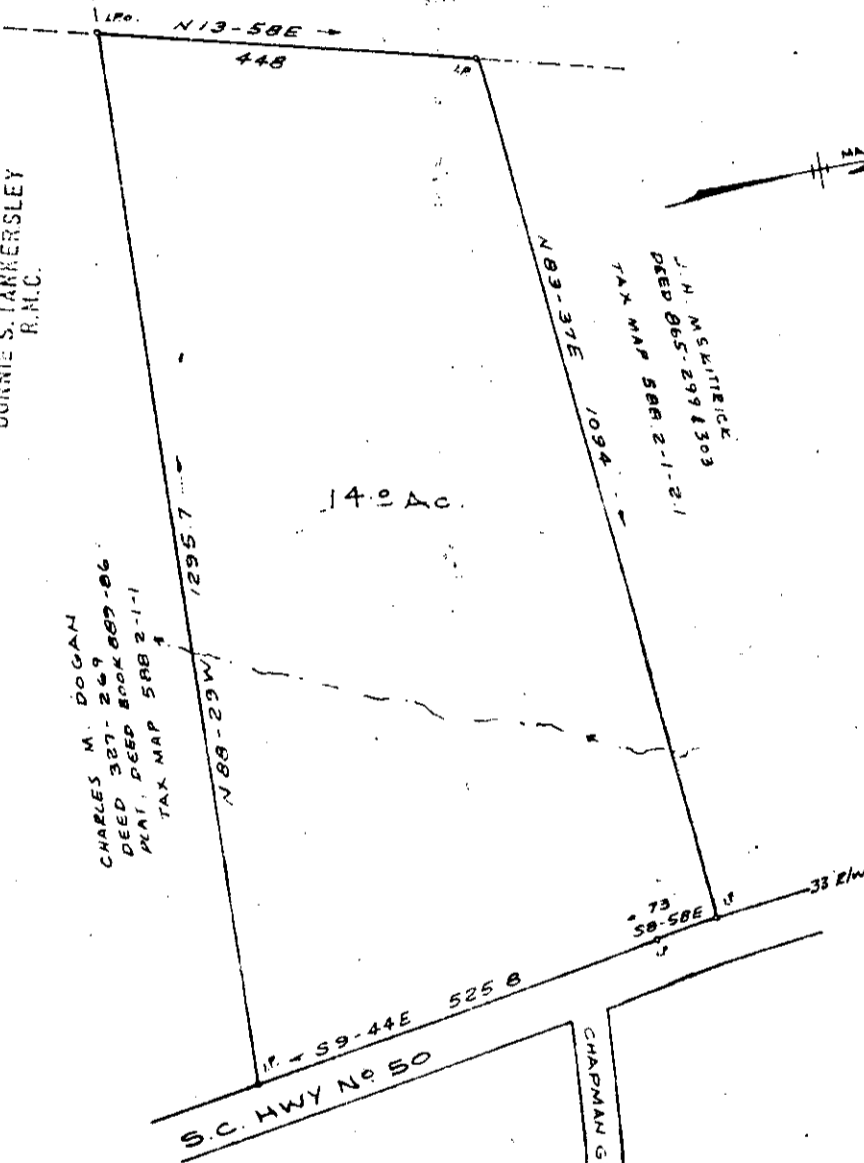 I.P.O.
N 13-58E
448
I.P.
DONNIE S. TANKERSLEY
R.M.C.
J. H. McKITTRICK
DEED 865-299 & 303
TAX MAP 588.2-1-2.1
N 83-37E 1094
14.0 Ac.
1295.7
N 88-29W
CHARLES M. DOGAN
DEED 327-269
PLAT, DEED BOOK 889-86
TAX MAP 588 2-1-1
73
S8-58E
I.P.
I.P.
33 R/W
I.P.
S9-44E 525 8
S.C. HWY No 50
CHAPMAN G